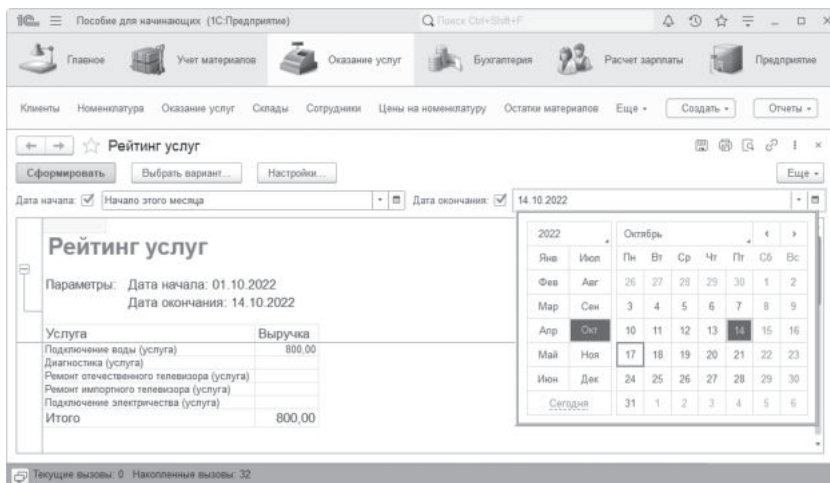 1С Пособие для начинающих (1С:Предприятие) Поиск Ctrl+Shift+F
Главное Учет материалов Оказание услуг Бухгалтерия Расчет зарплаты Предприятие
Клиенты Номенклатура Оказание услуг Склады Сотрудники Цены на номенклатуру Остатки материалов Еще Создать Отчеты
Рейтинг услуг
Сформировать Выбрать вариант... Настройки... Еще
Дата начала: Начало этого месяца Дата окончания: 14.10.2022
Рейтинг услуг
Параметры: Дата начала: 01.10.2022
Дата окончания: 14.10.2022
Услуга Выручка
Подключение воды (услуга) 800,00
Диагностика (услуга)
Ремонт отечественного телевизора (услуга)
Ремонт импортного телевизора (услуга)
Подключение электричества (услуга)
Итого 800,00
2022 Октябрь
Янв Июл Пн Вт Ср Чт Пт Сб Вс
Фев Авг 26 27 28 29 30 1 2
Мар Сен 3 4 5 6 7 8 9
Апр Окт 10 11 12 13 14 15 16
Май Ноя 17 18 19 20 21 22 23
Июн Дек 24 25 26 27 28 29 30
Сегодня 31 1 2 3 4 5 6
Текущие вызовы: 0 Накопленные вызовы: 32